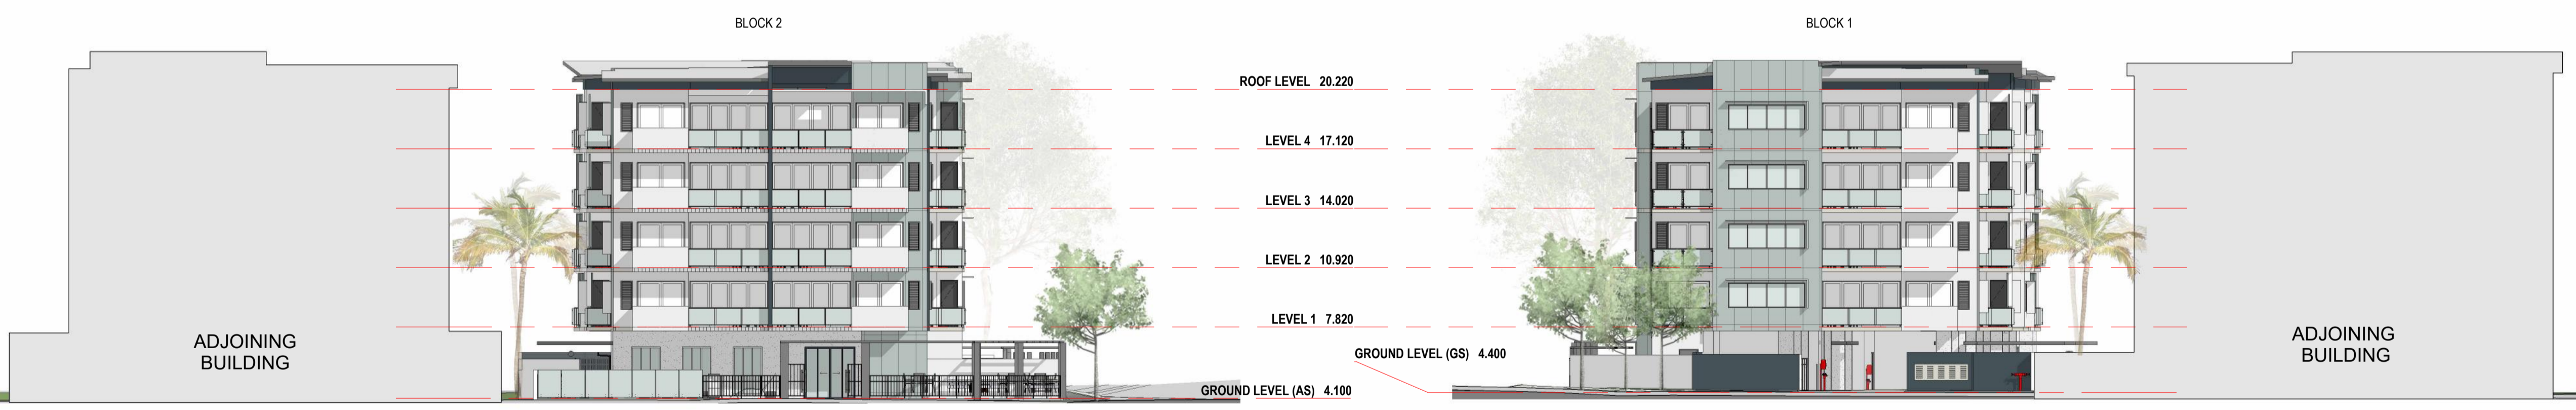 BLOCK 2
BLOCK 1
ROOF LEVEL 20.220
LEVEL 4 17.120
LEVEL 3 14.020
LEVEL 2 10.920
LEVEL 1 7.820
ADJOINING
BUILDING
ADJOINING
BUILDING
GROUND LEVEL (GS) 4.400
GROUND LEVEL (AS) 4.100